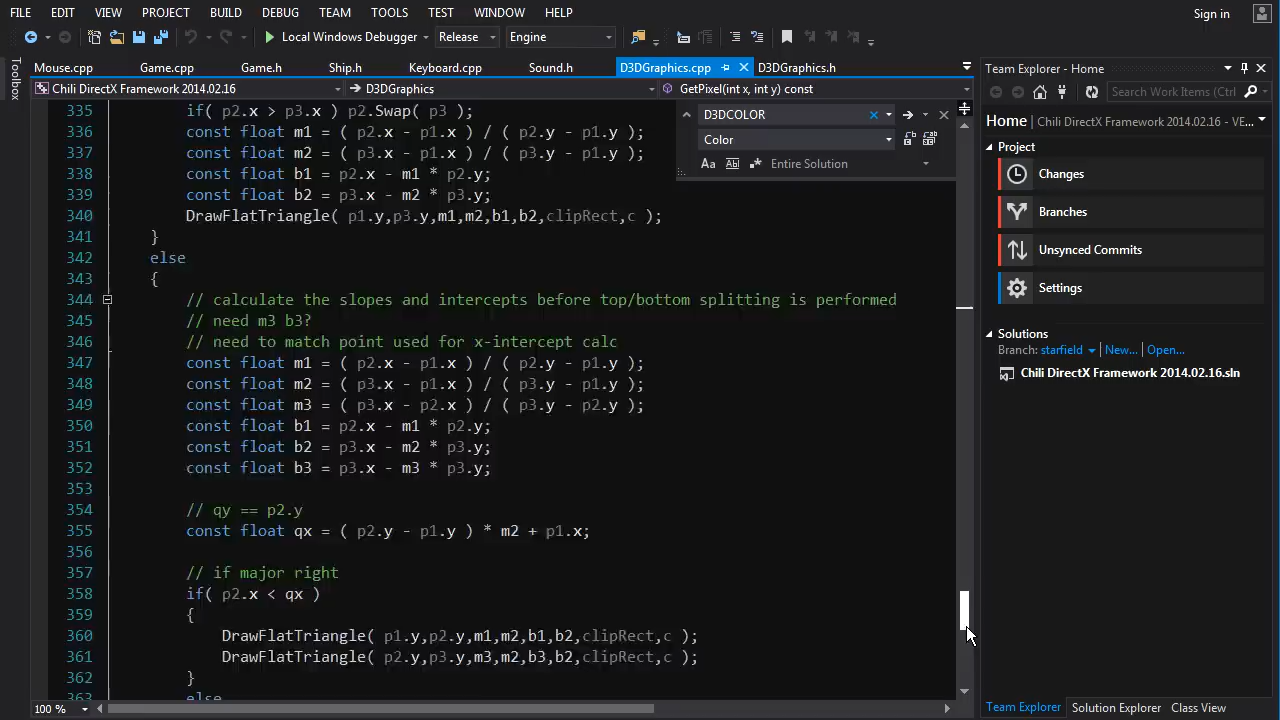 FILE EDIT VIEW PROJECT BUILD DEBUG TEAM TOOLS TEST WINDOW HELP
Sign in
Local Windows Debugger Release Engine
Toolbox
Mouse.cpp Game.cpp Game.h Ship.h Keyboard.cpp Sound.h D3DGraphics.cpp D3DGraphics.h
Chili DirectX Framework 2014.02.16 D3DGraphics GetPixel(int x, int y) const
D3DCOLOR
Color
Aa Entire Solution
335 if( p2.x > p3.x ) p2.Swap( p3 );
336 const float m1 = ( p2.x - p1.x ) / ( p2.y - p1.y );
337 const float m2 = ( p3.x - p1.x ) / ( p3.y - p1.y );
338 const float b1 = p2.x - m1 * p2.y;
339 const float b2 = p3.x - m2 * p3.y;
340 DrawFlatTriangle( p1.y,p3.y,m1,m2,b1,b2,clipRect,c );
341 }
342 else
343 {
344 // calculate the slopes and intercepts before top/bottom splitting is performed
345 // need m3 b3?
346 // need to match point used for x-intercept calc
347 const float m1 = ( p2.x - p1.x ) / ( p2.y - p1.y );
348 const float m2 = ( p3.x - p1.x ) / ( p3.y - p1.y );
349 const float m3 = ( p3.x - p2.x ) / ( p3.y - p2.y );
350 const float b1 = p2.x - m1 * p2.y;
351 const float b2 = p3.x - m2 * p3.y;
352 const float b3 = p3.x - m3 * p3.y;
353
354 // qy == p2.y
355 const float qx = ( p2.y - p1.y ) * m2 + p1.x;
356
357 // if major right
358 if( p2.x < qx )
359 {
360 DrawFlatTriangle( p1.y,p2.y,m1,m2,b1,b2,clipRect,c );
361 DrawFlatTriangle( p2.y,p3.y,m3,m2,b3,b2,clipRect,c );
362 }
363 else
100 %
Team Explorer - Home
Search Work Items (Ctrl
Home Chili DirectX Framework 2014.02.16 - VE...
Project
Changes
Branches
Unsynced Commits
Settings
Solutions
Branch: starfield New... Open...
Chili DirectX Framework 2014.02.16.sln
Team Explorer Solution Explorer Class View